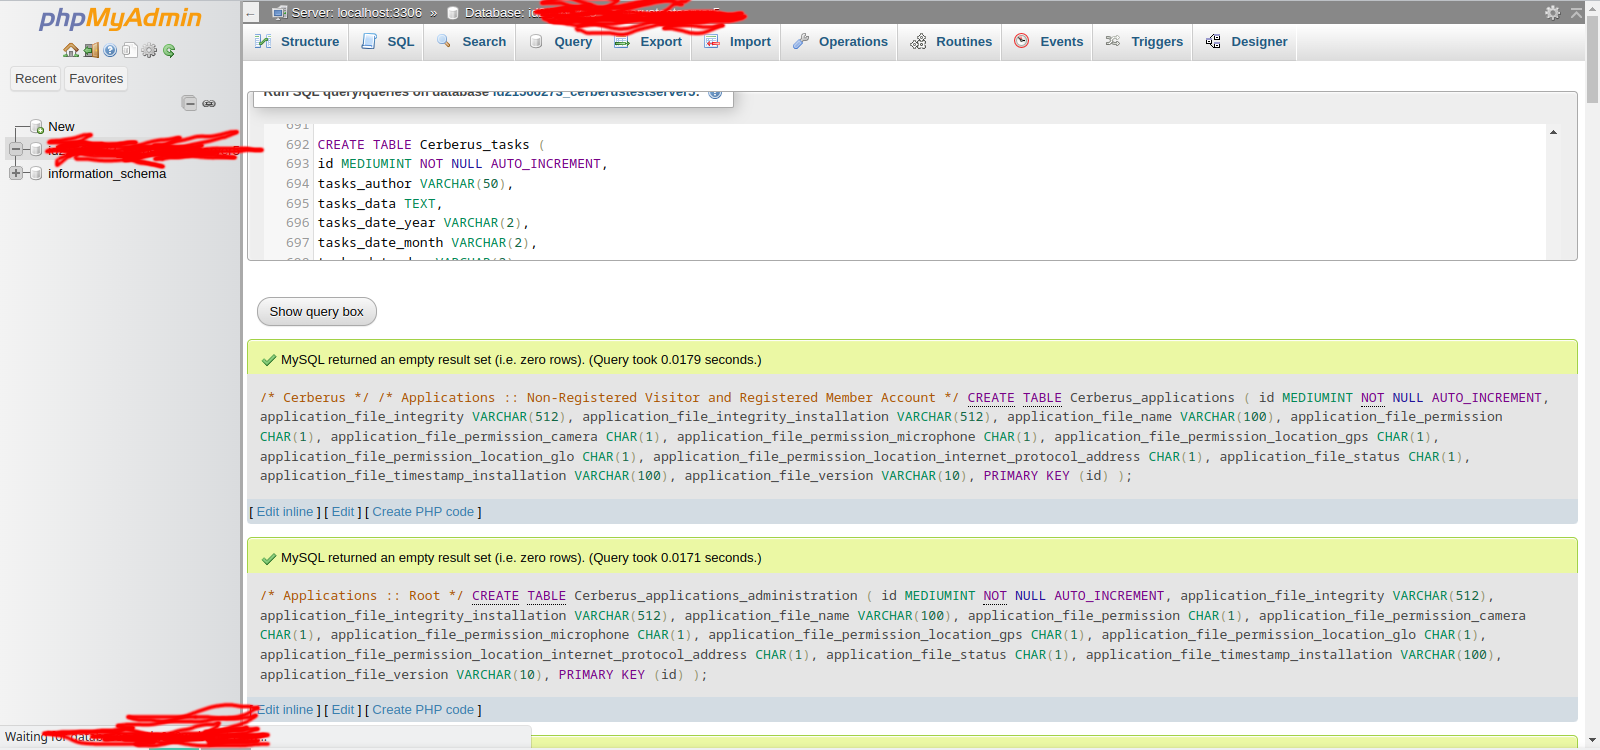 phpMyAdmin
Recent Favorites
New
information_schema
Server: localhost:3306 » Database:
Structure SQL Search Query Export Import Operations Routines Events Triggers Designer
Run SQL query/queries on database
691
692 CREATE TABLE Cerberus_tasks (
693 id MEDIUMINT NOT NULL AUTO_INCREMENT,
694 tasks_author VARCHAR(50),
695 tasks_data TEXT,
696 tasks_date_year VARCHAR(2),
697 tasks_date_month VARCHAR(2),
Show query box
MySQL returned an empty result set (i.e. zero rows). (Query took 0.0179 seconds.)
/* Cerberus */ /* Applications :: Non-Registered Visitor and Registered Member Account */ CREATE TABLE Cerberus_applications ( id MEDIUMINT NOT NULL AUTO_INCREMENT,
application_file_integrity VARCHAR(512), application_file_integrity_installation VARCHAR(512), application_file_name VARCHAR(100), application_file_permission
CHAR(1), application_file_permission_camera CHAR(1), application_file_permission_microphone CHAR(1), application_file_permission_location_gps CHAR(1),
application_file_permission_location_glo CHAR(1), application_file_permission_location_internet_protocol_address CHAR(1), application_file_status CHAR(1),
application_file_timestamp_installation VARCHAR(100), application_file_version VARCHAR(10), PRIMARY KEY (id) );
[ Edit inline ] [ Edit ] [ Create PHP code ]
MySQL returned an empty result set (i.e. zero rows). (Query took 0.0171 seconds.)
/* Applications :: Root */ CREATE TABLE Cerberus_applications_administration ( id MEDIUMINT NOT NULL AUTO_INCREMENT, application_file_integrity VARCHAR(512),
application_file_integrity_installation VARCHAR(512), application_file_name VARCHAR(100), application_file_permission CHAR(1), application_file_permission_camera
CHAR(1), application_file_permission_microphone CHAR(1), application_file_permission_location_gps CHAR(1), application_file_permission_location_glo CHAR(1),
application_file_permission_location_internet_protocol_address CHAR(1), application_file_status CHAR(1), application_file_timestamp_installation VARCHAR(100),
application_file_version VARCHAR(10), PRIMARY KEY (id) );
[ Edit inline ] [ Edit ] [ Create PHP code ]
Waiting for